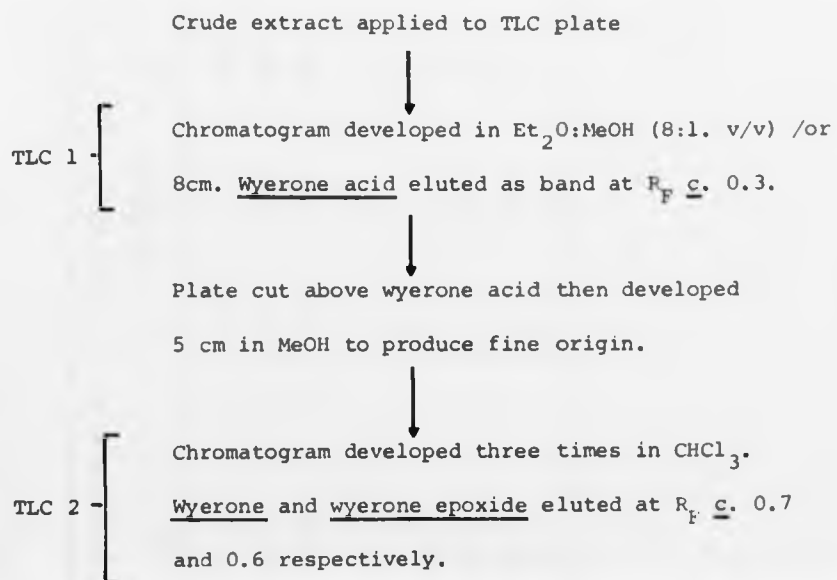 Crude extract applied to TLC plate
TLC 1
Chromatogram developed in Et2O:MeOH (8:1. v/v) /or
8cm. Wyerone acid eluted as band at RF c. 0.3.
Plate cut above wyerone acid then developed
5 cm in MeOH to produce fine origin.
TLC 2
Chromatogram developed three times in CHCl3.
Wyerone and wyerone epoxide eluted at RF c. 0.7
and 0.6 respectively.